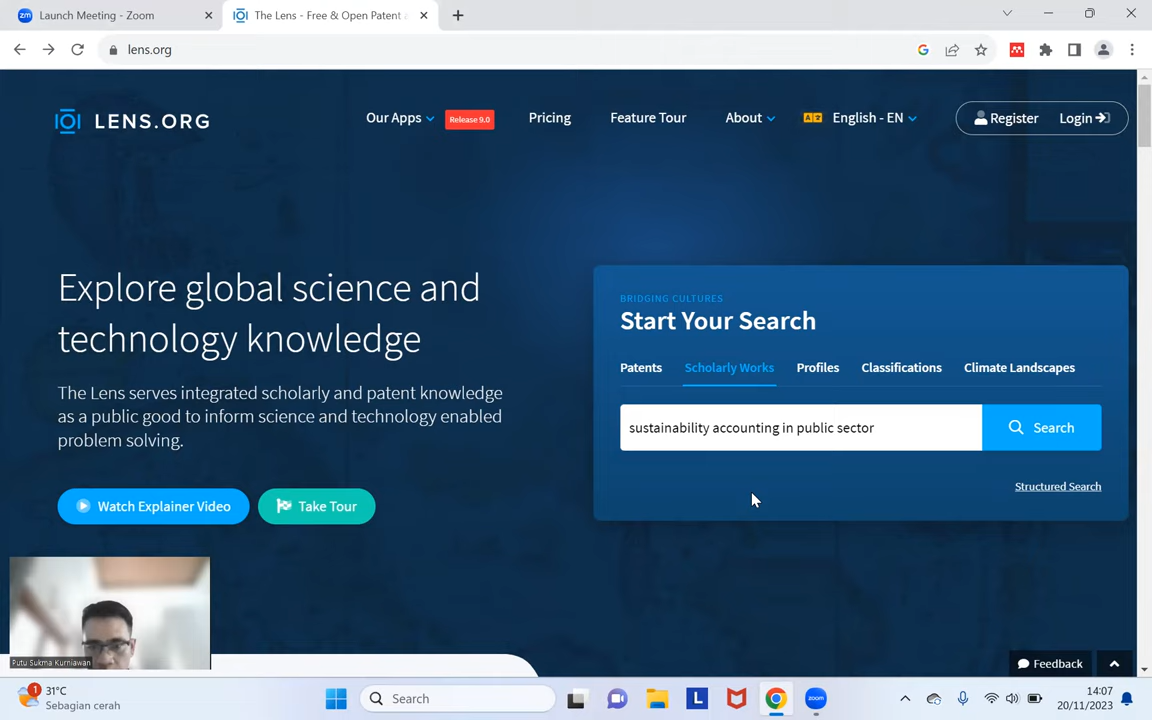 Launch Meeting - Zoom
The Lens - Free & Open Patent a
lens.org
LENS.ORG
Our Apps
Release 9.0
Pricing
Feature Tour
About
English - EN
Register
Login
Explore global science and
technology knowledge
The Lens serves integrated scholarly and patent knowledge
as a public good to inform science and technology enabled
problem solving.
Watch Explainer Video
Take Tour
BRIDGING CULTURES
Start Your Search
Patents
Scholarly Works
Profiles
Classifications
Climate Landscapes
sustainability accounting in public sector
Search
Structured Search
Putu Sukma Kurniawan
Feedback
1
31°C
Sebagian cerah
Search
L
zoom
14:07
20/11/2023